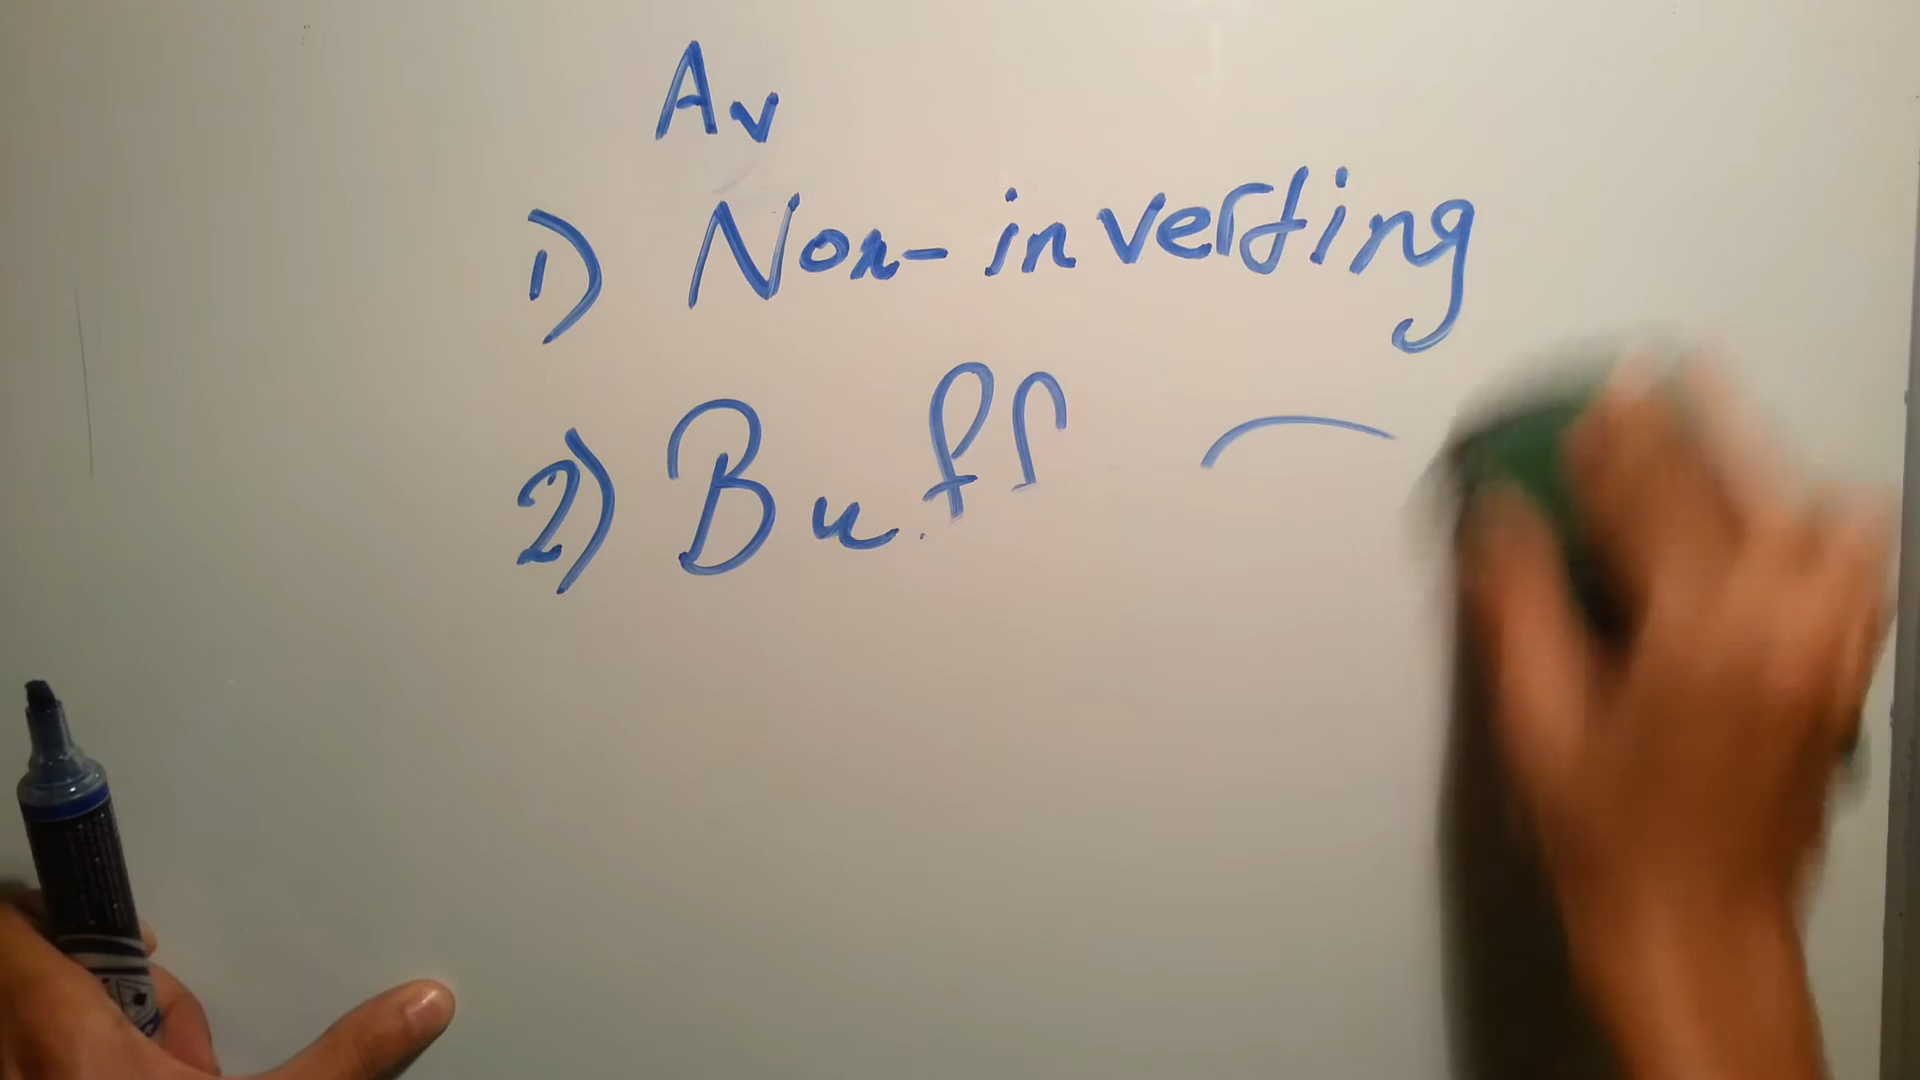 Av
1) Non-inverting
2) Buff